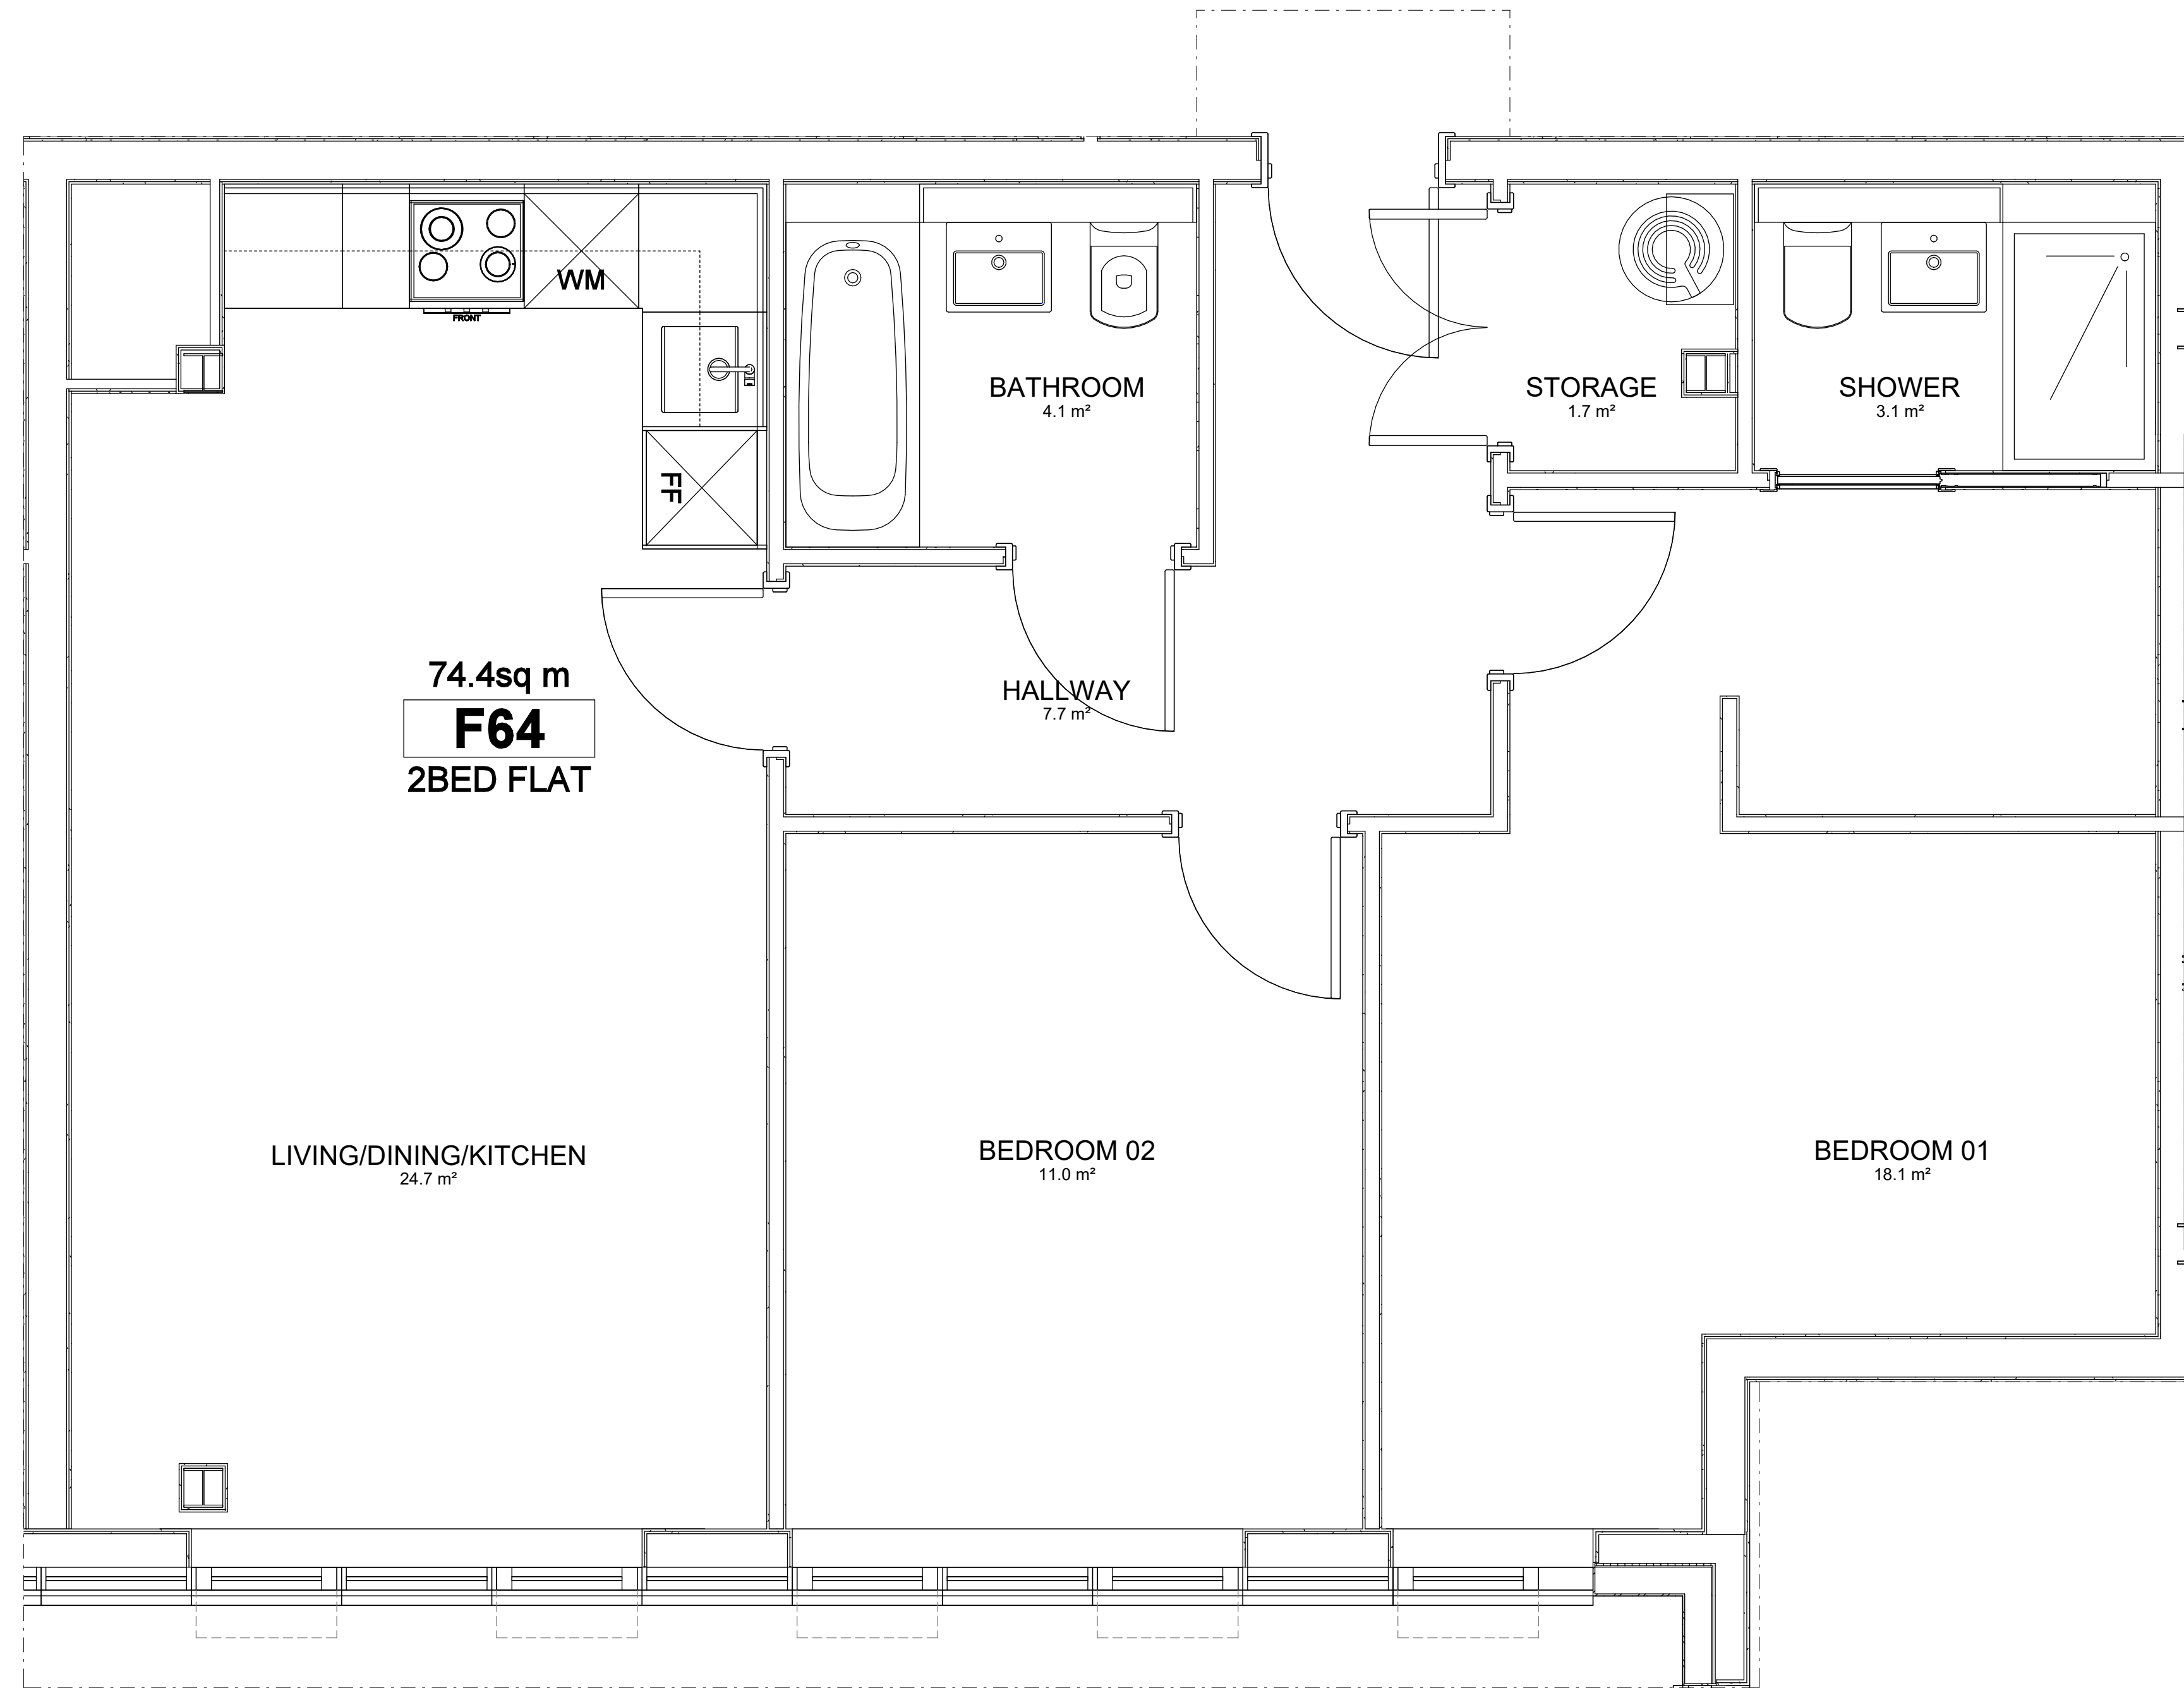 WM
FRONT
BATHROOM
4.1 m²
STORAGE
1.7 m²
SHOWER
3.1 m²
FF
74.4sq m
F64
2BED FLAT
HALLWAY
7.7 m²
LIVING/DINING/KITCHEN
24.7 m²
BEDROOM 02
11.0 m²
BEDROOM 01
18.1 m²